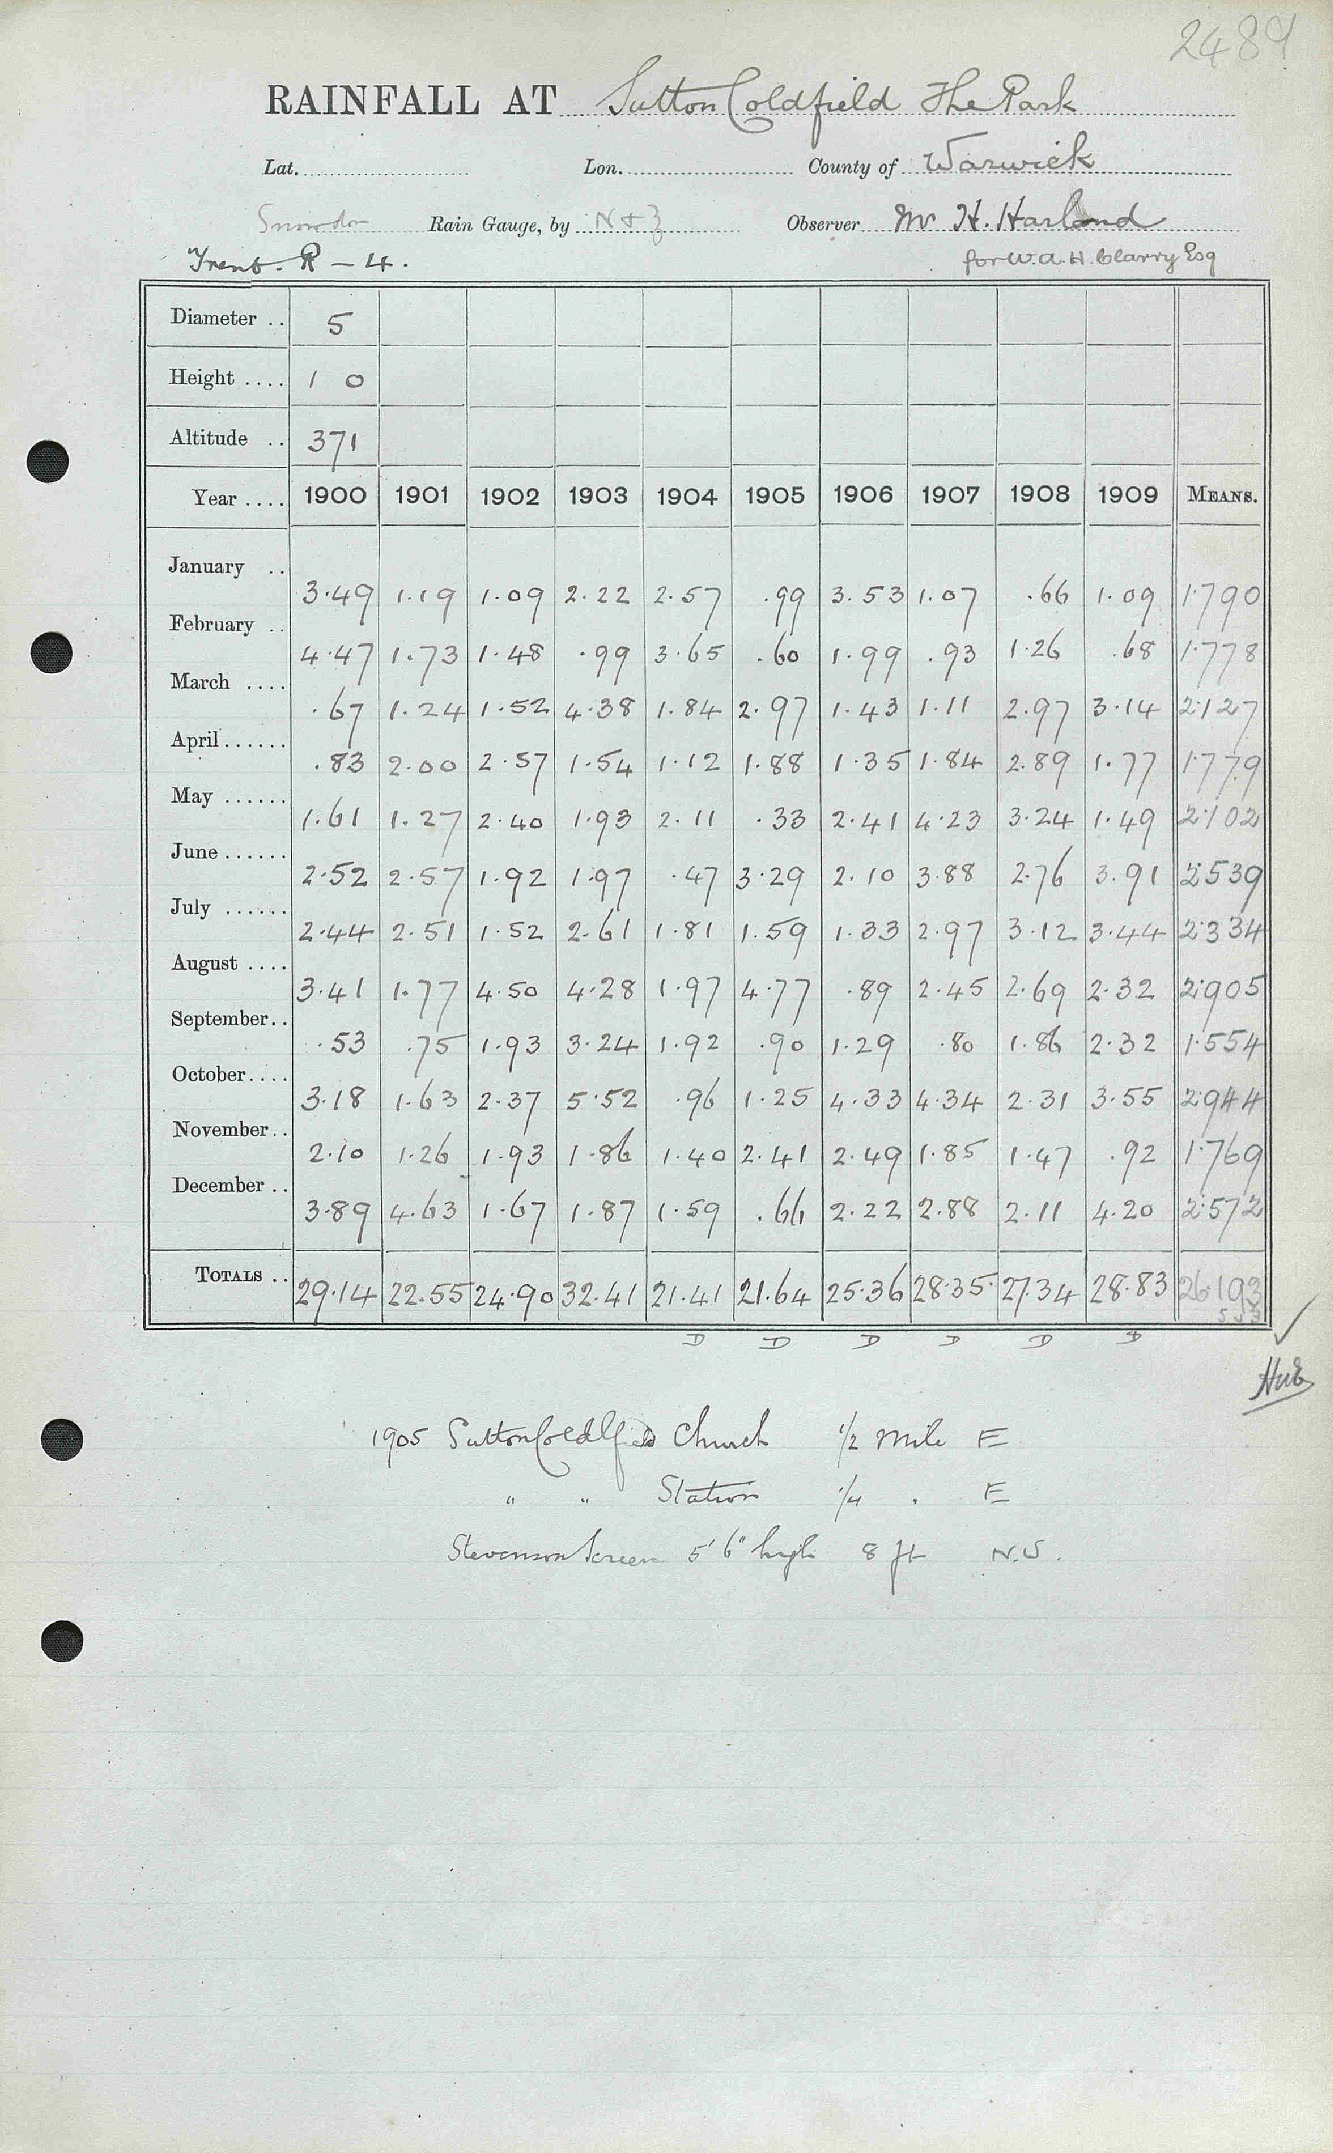 2489
RAINFALL AT Sutton Coldfield The Park
Lat. Lon. County of Warwick
Snowdon Rain Gauge, by N & Z Observer Mr H. Harland
Trent. R - 4. for W.A.H. Clarry Esq
Diameter .. 5
Height .... 1 0
Altitude .. 371
Year .... 1900 1901 1902 1903 1904 1905 1906 1907 1908 1909 MEANS.
January .. 3.49 1.19 1.09 2.22 2.57 .99 3.53 1.07 .66 1.09 1.790
February .. 4.47 1.73 1.48 .99 3.65 .60 1.99 .93 1.26 .68 1.778
March .... .67 1.24 1.52 4.38 1.84 2.97 1.43 1.11 2.97 3.14 2.127
April ...... .83 2.00 2.57 1.54 1.12 1.88 1.35 1.84 2.89 1.77 1.779
May ...... 1.61 1.27 2.40 1.93 2.11 .33 2.41 4.23 3.24 1.49 2.102
June ...... 2.52 2.57 1.92 1.97 .47 3.29 2.10 3.88 2.76 3.91 2.539
July ...... 2.44 2.51 1.52 2.61 1.81 1.59 1.33 2.97 3.12 3.44 2.334
August .... 3.41 1.77 4.50 4.28 1.97 4.77 .89 2.45 2.69 2.32 2.905
September .. .53 .75 1.93 3.24 1.92 .90 1.29 .80 1.86 2.32 1.554
October .... 3.18 1.63 2.37 5.52 .96 1.25 4.33 4.34 2.31 3.55 2.944
November .. 2.10 1.26 1.93 1.86 1.40 2.41 2.49 1.85 1.47 .92 1.769
December .. 3.89 4.63 1.67 1.87 1.59 .66 2.22 2.88 2.11 4.20 2.572
TOTALS .. 29.14 22.55 24.90 32.41 21.41 21.64 25.36 28.35 27.34 28.83 26.193
D D D D D
1905 Sutton Coldfield Church 1/2 Mile E
" " Station 1/4 " E
Stevenson Screen 5' 6" high 8 ft N.S.